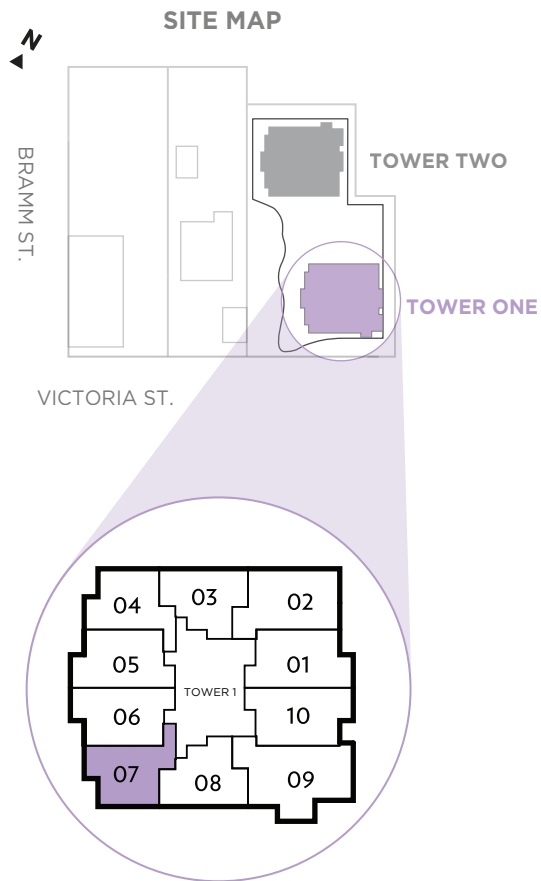 SITE MAP
N
BRAMM ST.
TOWER TWO
TOWER ONE
VICTORIA ST.
04
03
02
05
01
TOWER 1
06
10
07
08
09